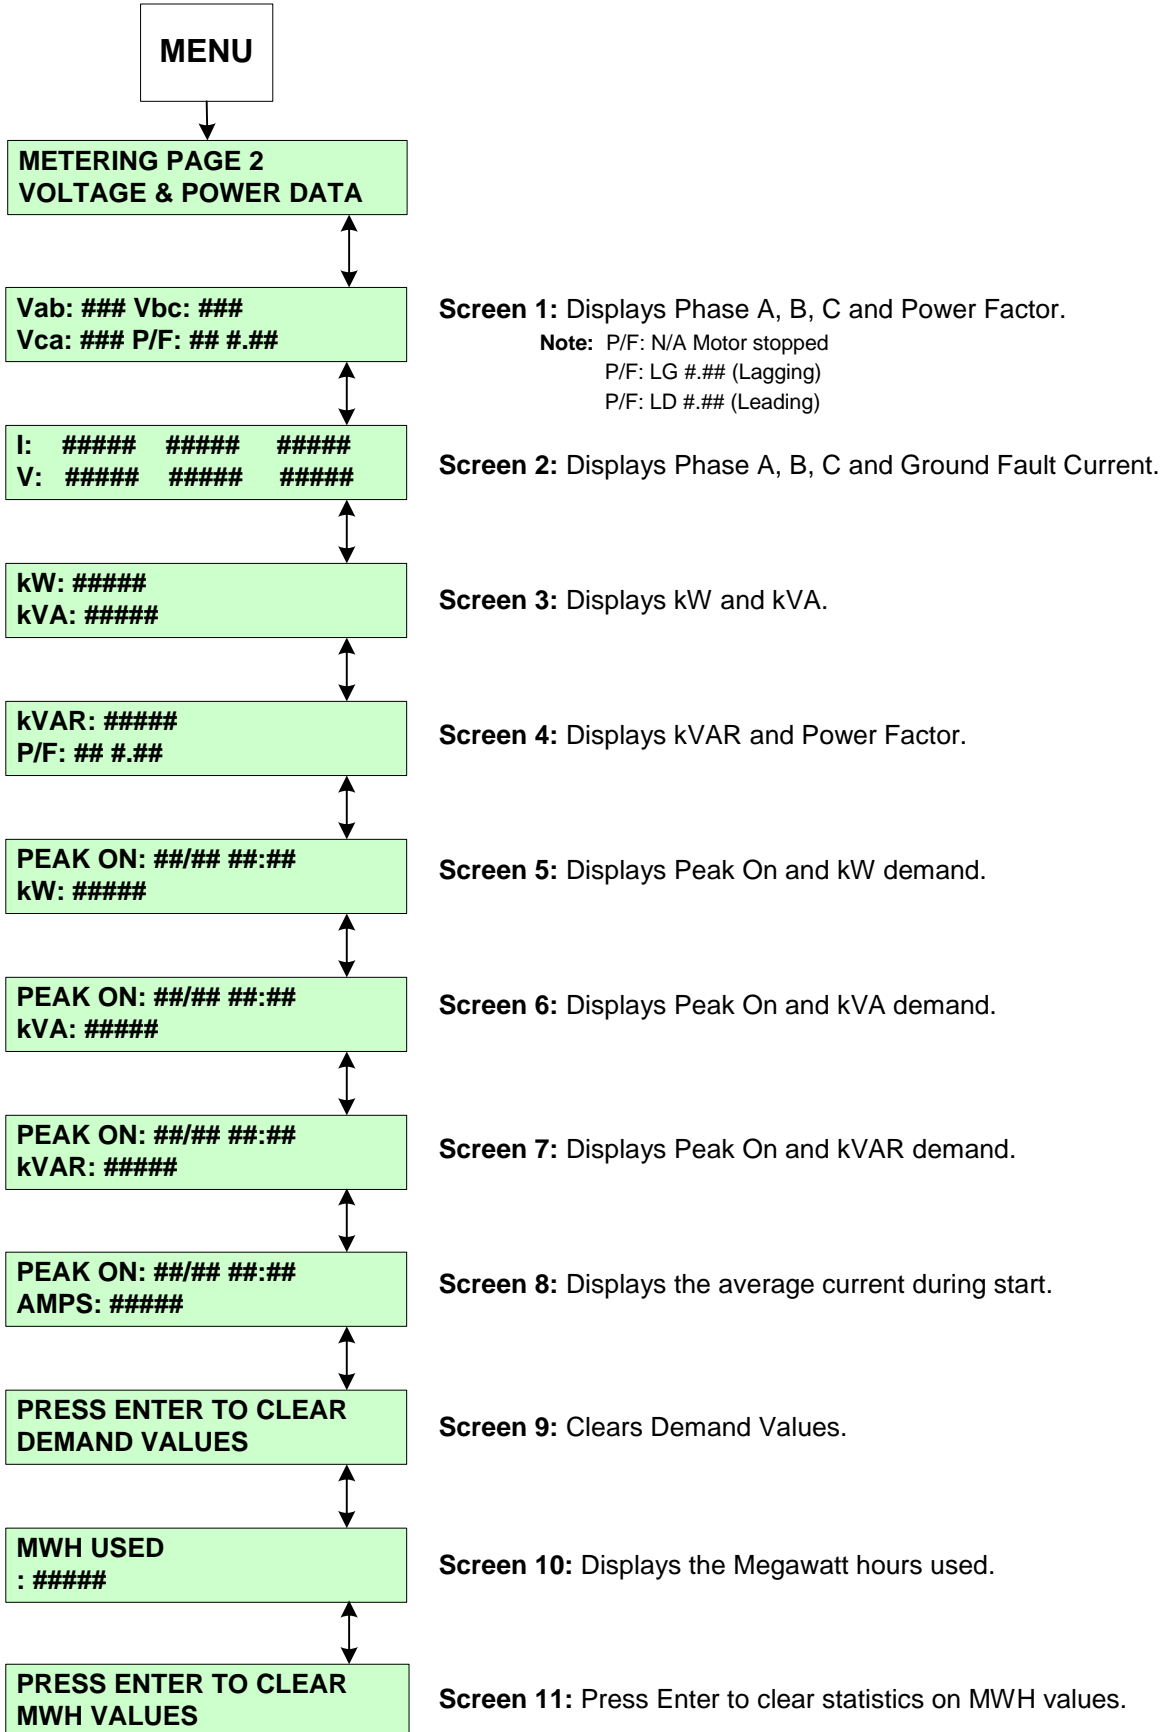 MENU
METERING PAGE 2
VOLTAGE & POWER DATA
Vab: ### Vbc: ###
Vca: ### P/F: ## #.##
Screen 1: Displays Phase A, B, C and Power Factor.
Note: P/F: N/A Motor stopped
P/F: LG #.## (Lagging)
P/F: LD #.## (Leading)
I: ##### ##### #####
V: ##### ##### #####
Screen 2: Displays Phase A, B, C and Ground Fault Current.
kW: #####
kVA: #####
Screen 3: Displays kW and kVA.
kVAR: #####
P/F: ## #.##
Screen 4: Displays kVAR and Power Factor.
PEAK ON: ##/## ##:##
kW: #####
Screen 5: Displays Peak On and kW demand.
PEAK ON: ##/## ##:##
kVA: #####
Screen 6: Displays Peak On and kVA demand.
PEAK ON: ##/## ##:##
kVAR: #####
Screen 7: Displays Peak On and kVAR demand.
PEAK ON: ##/## ##:##
AMPS: #####
Screen 8: Displays the average current during start.
PRESS ENTER TO CLEAR
DEMAND VALUES
Screen 9: Clears Demand Values.
MWH USED
: #####
Screen 10: Displays the Megawatt hours used.
PRESS ENTER TO CLEAR
MWH VALUES
Screen 11: Press Enter to clear statistics on MWH values.